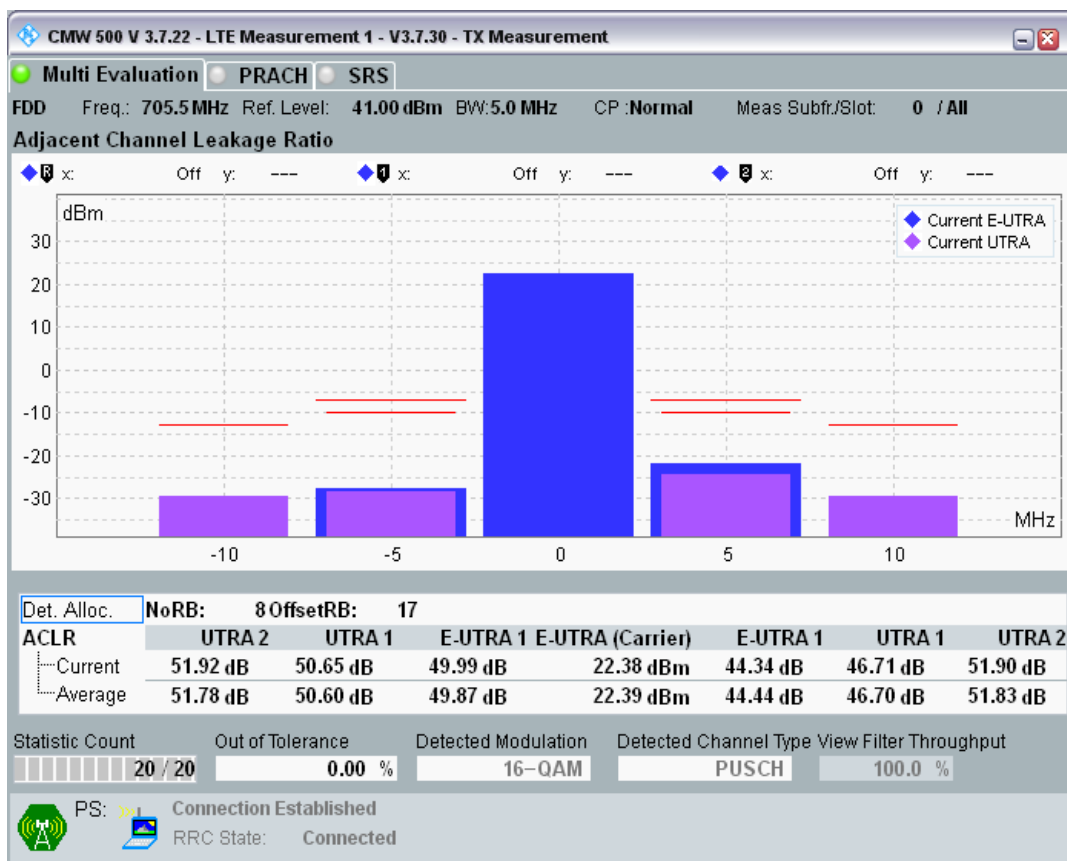 CMW 500 V 3.7.22 - LTE Measurement 1 - V3.7.30 - TX Measurement
Multi Evaluation PRACH SRS
FDD Freq.: 705.5 MHz Ref. Level: 41.00 dBm BW:5.0 MHz CP :Normal Meas Subfr./Slot: 0 / All
Adjacent Channel Leakage Ratio
R x: Off y: --- 1 x: Off y: --- 2 x: Off y: ---
dBm
Current E-UTRA
Current UTRA
30
20
10
0
-10
-20
-30
MHz
-10 -5 0 5 10
Det. Alloc. NoRB: 8 OffsetRB: 17
ACLR UTRA 2 UTRA 1 E-UTRA 1 E-UTRA (Carrier) E-UTRA 1 UTRA 1 UTRA 2
Current 51.92 dB 50.65 dB 49.99 dB 22.38 dBm 44.34 dB 46.71 dB 51.90 dB
Average 51.78 dB 50.60 dB 49.87 dB 22.39 dBm 44.44 dB 46.70 dB 51.83 dB
Statistic Count Out of Tolerance Detected Modulation Detected Channel Type View Filter Throughput
20 / 20 0.00 % 16-QAM PUSCH 100.0 %
PS: Connection Established
RRC State: Connected